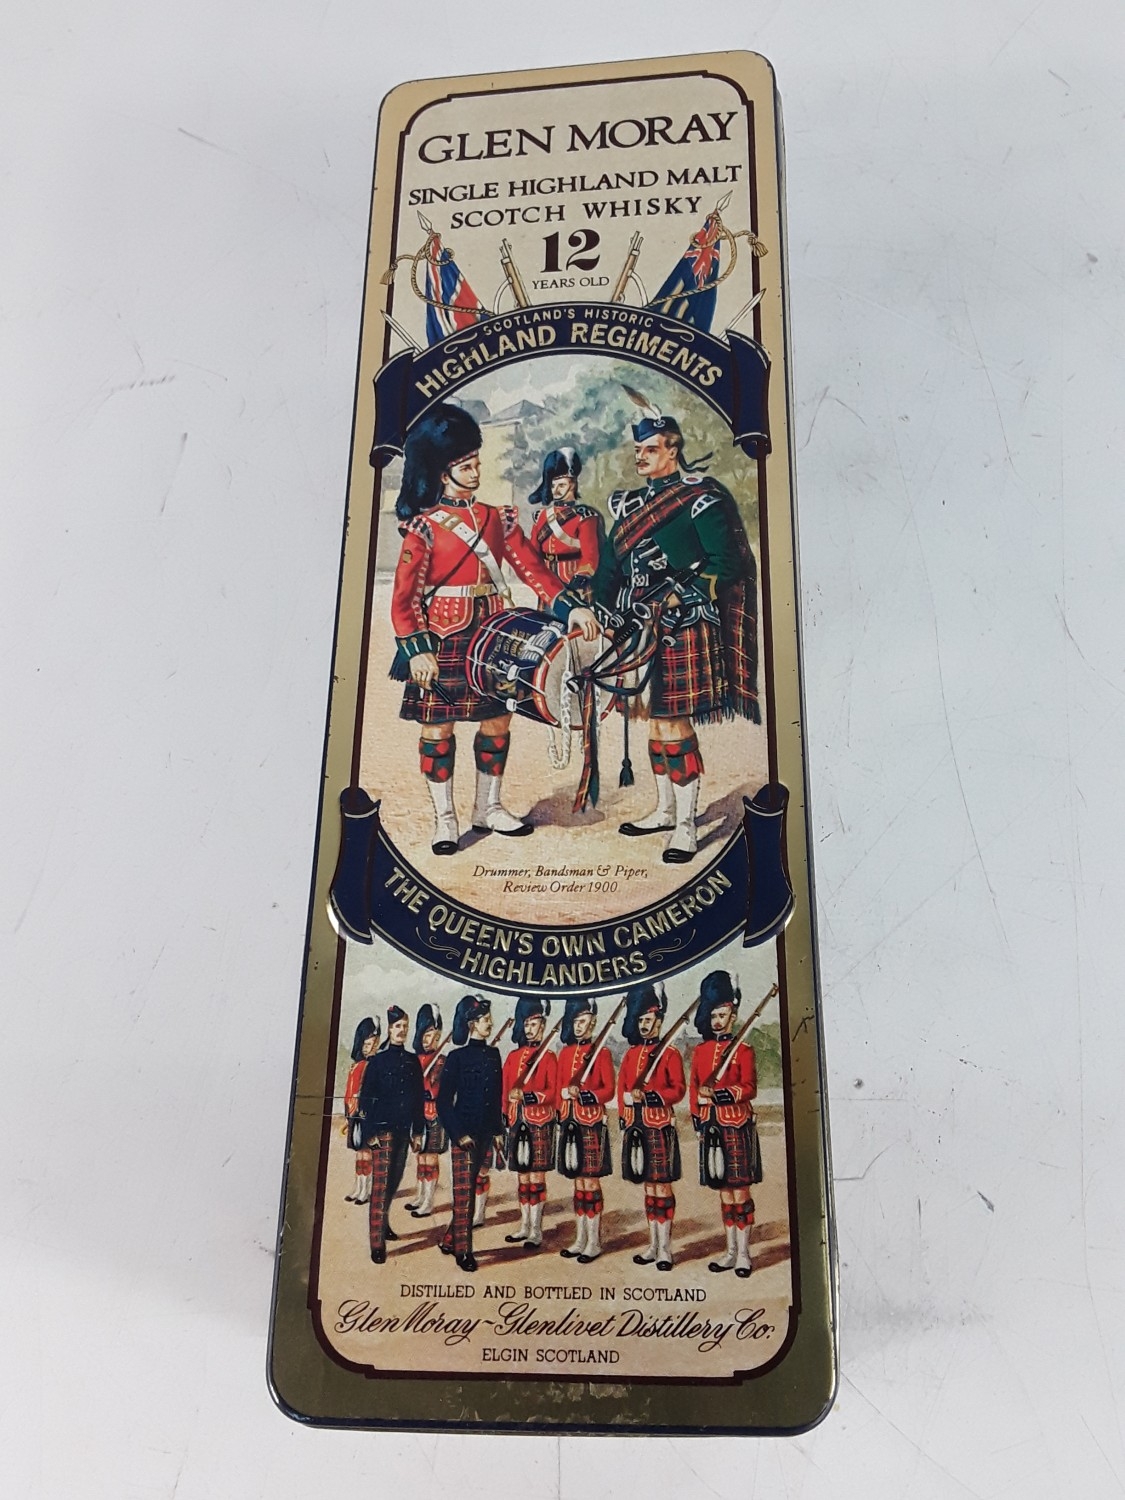 GLEN MORAY
SINGLE HIGHLAND MALT
SCOTCH WHISKY
12
YEARS OLD
SCOTLAND'S HISTORIC
HIGHLAND REGIMENTS
Drummer, Bandsman & Piper,
Review Order 1900.
THE QUEEN'S OWN CAMERON
HIGHLANDERS
DISTILLED AND BOTTLED IN SCOTLAND
Glen Moray-Glenlivet Distillery Co:
ELGIN SCOTLAND